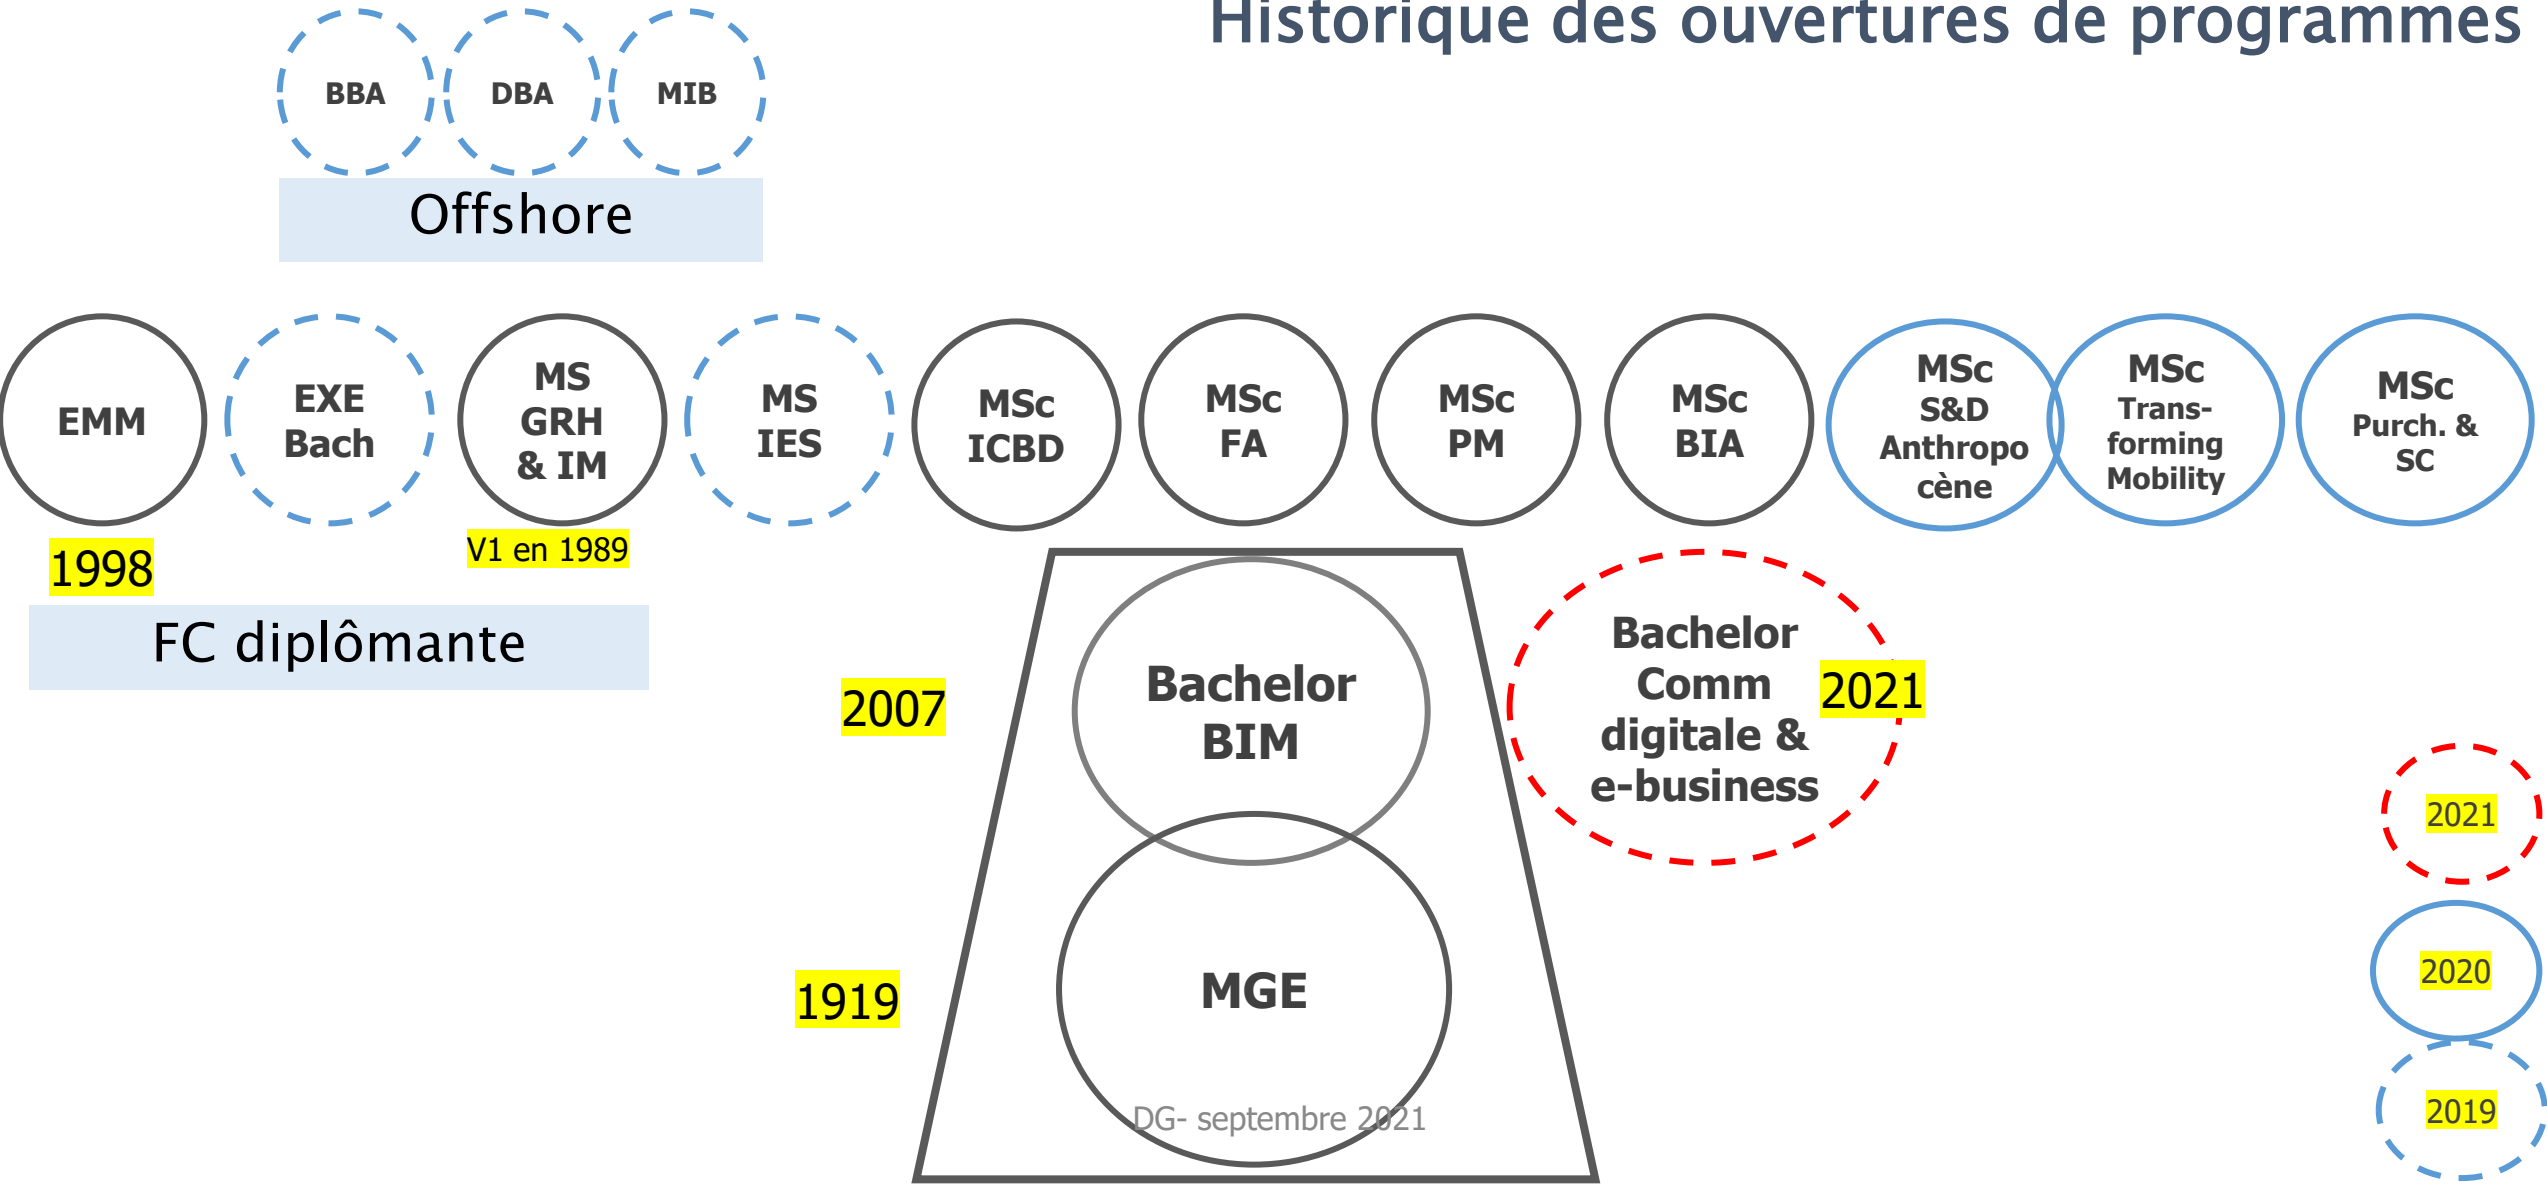 Historique des ouvertures de programmes
BBA
DBA
MIB
Offshore
EMM
EXE
Bach
MS
GRH
& IM
MS
IES
MSc
ICBD
MSc
FA
MSc
PM
MSc
BIA
MSc
S&D
Anthropo
cène
MSc
Trans-
forming
Mobility
MSc
Purch. &
SC
1998
V1 en 1989
FC diplômante
2007
Bachelor
BIM
Bachelor
Comm
digitale &
e-business
2021
1919
MGE
DG- septembre 2021
2021
2020
2019